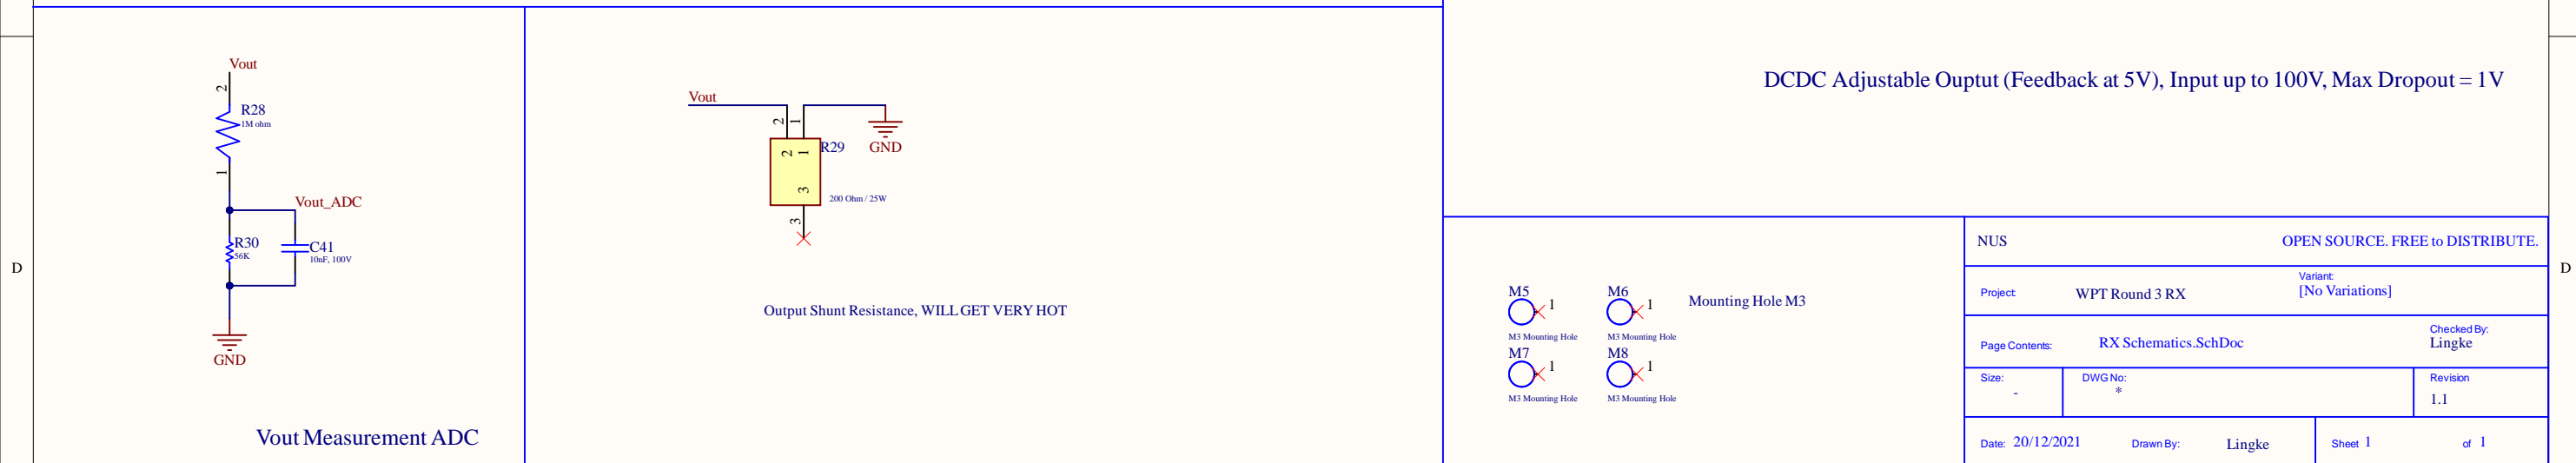 Vout
2
R28
1M ohm
1
Vout_ADC
R30
56K
C41
10nF, 100V
GND
Vout Measurement ADC
D
Vout
2
1
2
1
R29
GND
3
200 Ohm / 25W
3
Output Shunt Resistance, WILL GET VERY HOT
DCDC Adjustable Ouptut (Feedback at 5V), Input up to 100V, Max Dropout = 1V
M5
1
M3 Mounting Hole
M6
1
M3 Mounting Hole
Mounting Hole M3
M7
1
M3 Mounting Hole
M8
1
M3 Mounting Hole
NUS
OPEN SOURCE. FREE to DISTRIBUTE.
Project: WPT Round 3 RX
Variant:
[No Variations]
Page Contents: RX Schematics.SchDoc
Checked By:
Lingke
Size:
-
DWG No:
*
Revision
1.1
Date: 20/12/2021
Drawn By: Lingke
Sheet 1 of 1
D